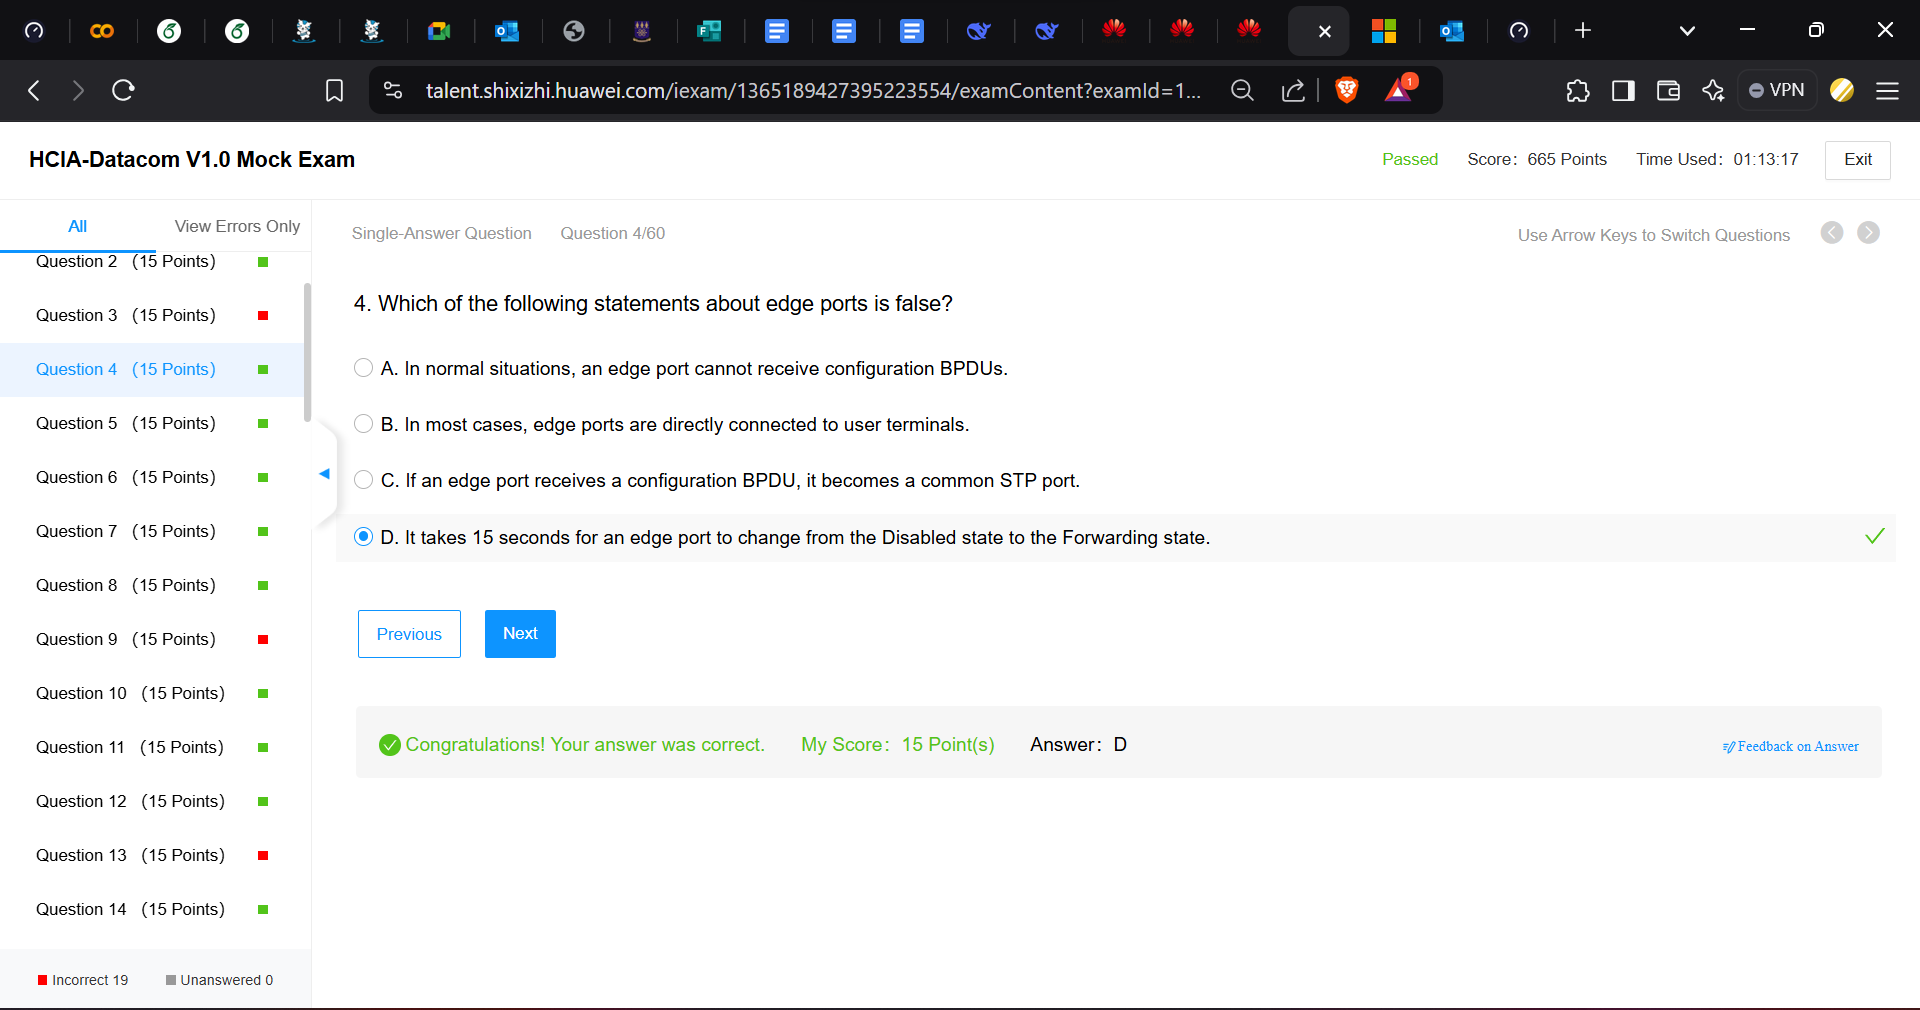 talent.shixizhi.huawei.com/iexam/1365189427395223554/examContent?examId=1...
1
VPN
HCIA-Datacom V1.0 Mock Exam
Passed
Score: 665 Points
Time Used: 01:13:17
Exit
All
View Errors Only
Question 2 (15 Points)
Question 3 (15 Points)
Question 4 (15 Points)
Question 5 (15 Points)
Question 6 (15 Points)
Question 7 (15 Points)
Question 8 (15 Points)
Question 9 (15 Points)
Question 10 (15 Points)
Question 11 (15 Points)
Question 12 (15 Points)
Question 13 (15 Points)
Question 14 (15 Points)
Incorrect 19
Unanswered 0
Single-Answer Question
Question 4/60
Use Arrow Keys to Switch Questions
4. Which of the following statements about edge ports is false?
A. In normal situations, an edge port cannot receive configuration BPDUs.
B. In most cases, edge ports are directly connected to user terminals.
C. If an edge port receives a configuration BPDU, it becomes a common STP port.
D. It takes 15 seconds for an edge port to change from the Disabled state to the Forwarding state.
Previous
Next
Congratulations! Your answer was correct.
My Score: 15 Point(s)
Answer: D
Feedback on Answer